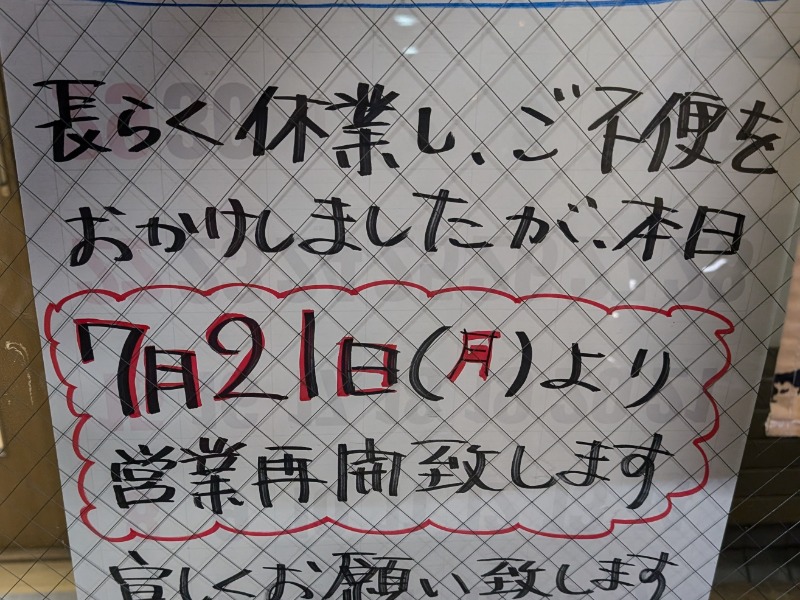 長らく休業し、ご不便を
おかけしましたが、本日
7月21日(月)より
営業再開致します
宜しくお願い致します